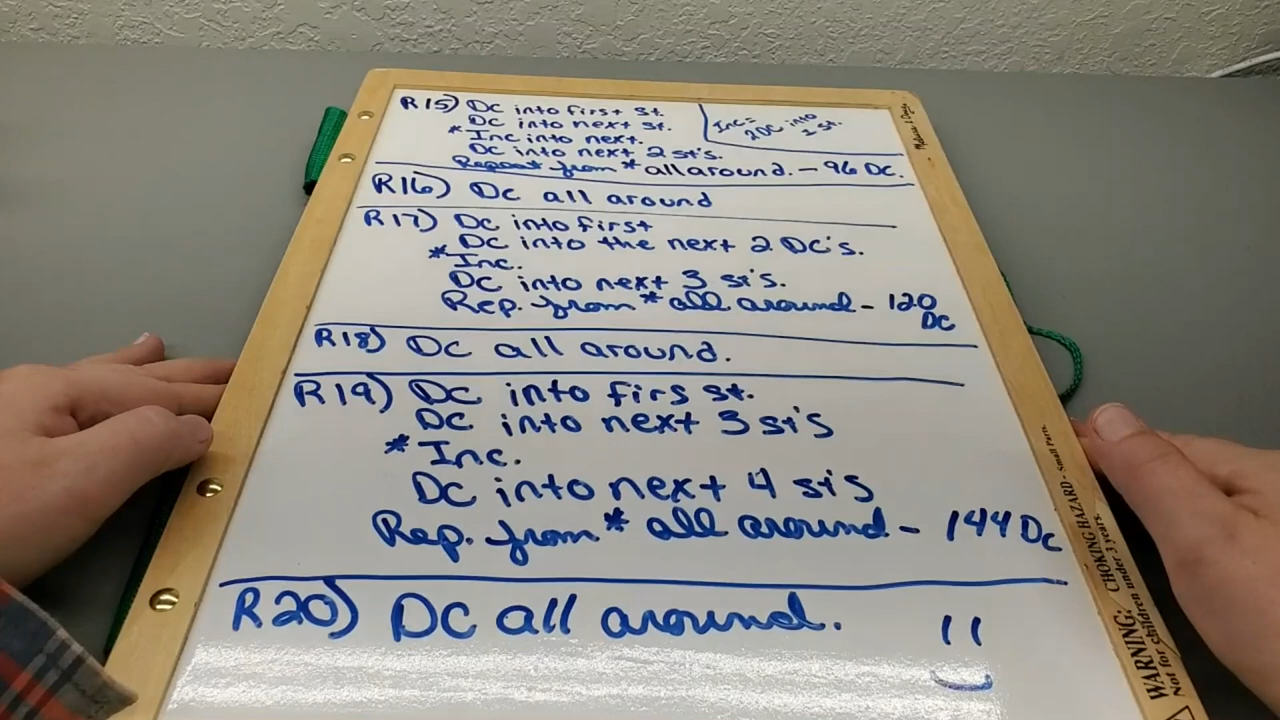 R15) DC into first st.
DC into next st.
*Inc into next.
DC into next 2 st's.
Repeat from * all around. - 96 DC.
Inc =
2DC into
1 st.
R16) DC all around
R17) DC into first
DC into the next 2 DC's.
*Inc.
DC into next 3 st's.
Rep. from * all around - 120
DC
R18) DC all around.
R19) DC into firs st.
DC into next 3 st's
*Inc.
DC into next 4 st's
Rep. from * all around - 144 DC
R20) DC all around.
Melissa & Doug
WARNING: CHOKING HAZARD - Small Parts.
Not for children under 3 years.